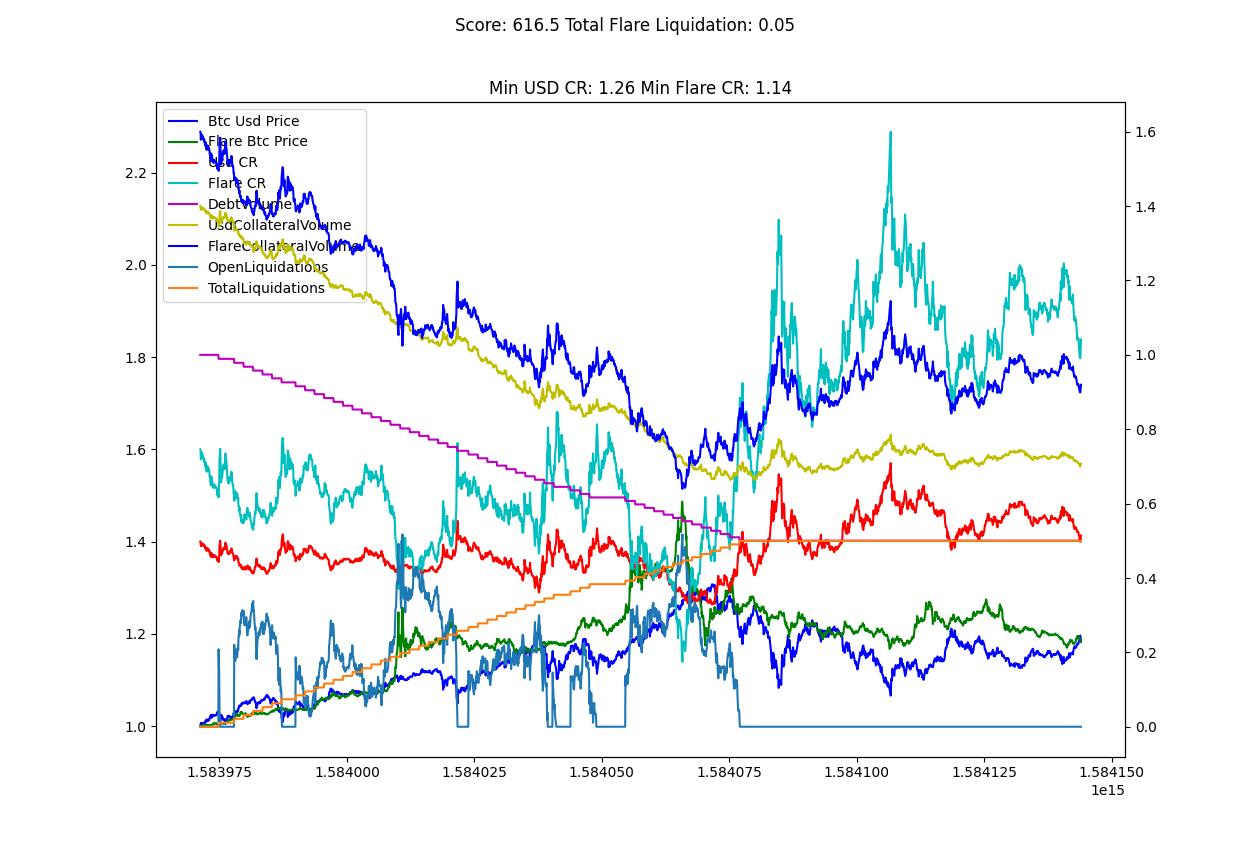 Score: 616.5 Total Flare Liquidation: 0.05
Min USD CR: 1.26 Min Flare CR: 1.14
Btc Usd Price
Flare Btc Price
Usd CR
Flare CR
DebtVolume
UsdCollateralVolume
FlareCollateralVolume
OpenLiquidations
TotalLiquidations
2.2
2.0
1.8
1.6
1.4
1.2
1.0
1.6
1.4
1.2
1.0
0.8
0.6
0.4
0.2
0.0
1.583975 1.584000 1.584025 1.584050 1.584075 1.584100 1.584125 1.584150
1e15